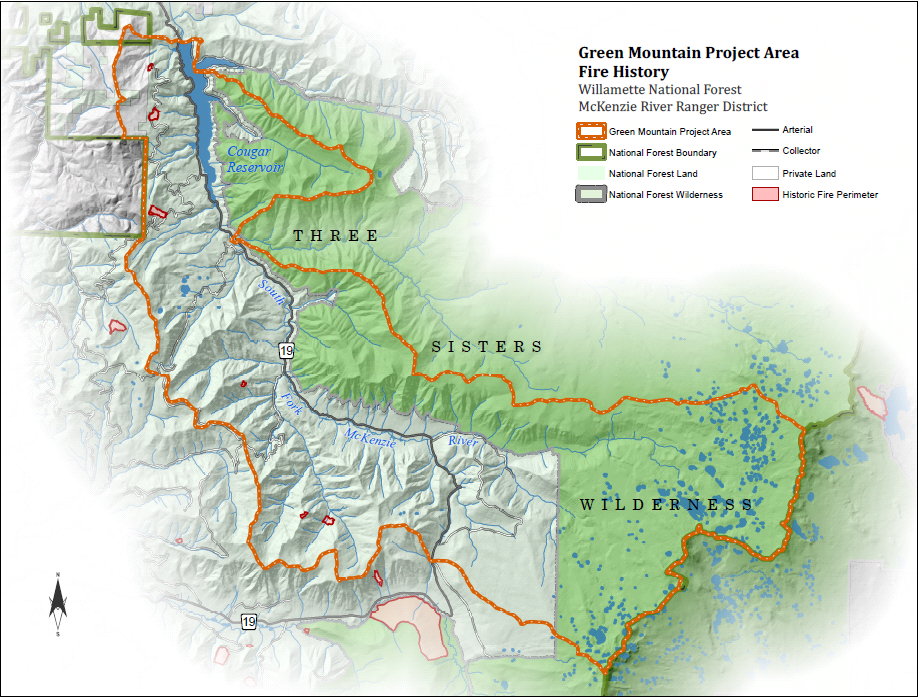 Green Mountain Project Area
Fire History
Willamette National Forest
McKenzie River Ranger District
Green Mountain Project Area
National Forest Boundary
National Forest Land
National Forest Wilderness
Arterial
Collector
Private Land
Historic Fire Perimeter
Cougar
Reservoir
THREE
South
SISTERS
19
Fork
McKenzie
River
WILDERNESS
N
S
19